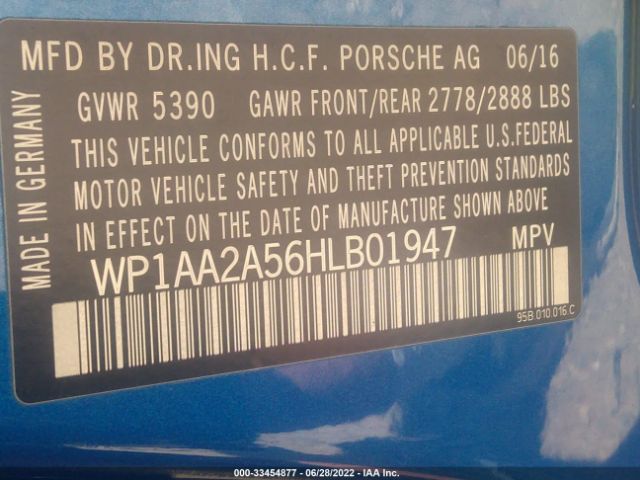 MFD BY DR.ING H.C.F. PORSCHE AG 06/16
GVWR 5390 GAWR FRONT/REAR 2778/2888 LBS
THIS VEHICLE CONFORMS TO ALL APPLICABLE U.S.FEDERAL
MOTOR VEHICLE SAFETY AND THEFT PREVENTION STANDARDS
IN EFFECT ON THE DATE OF MANUFACTURE SHOWN ABOVE
WP1AA2A56HLB01947 MPV
95B.010.016.C
MADE IN GERMANY
000-33454877 - 06/28/2022 - IAA Inc.